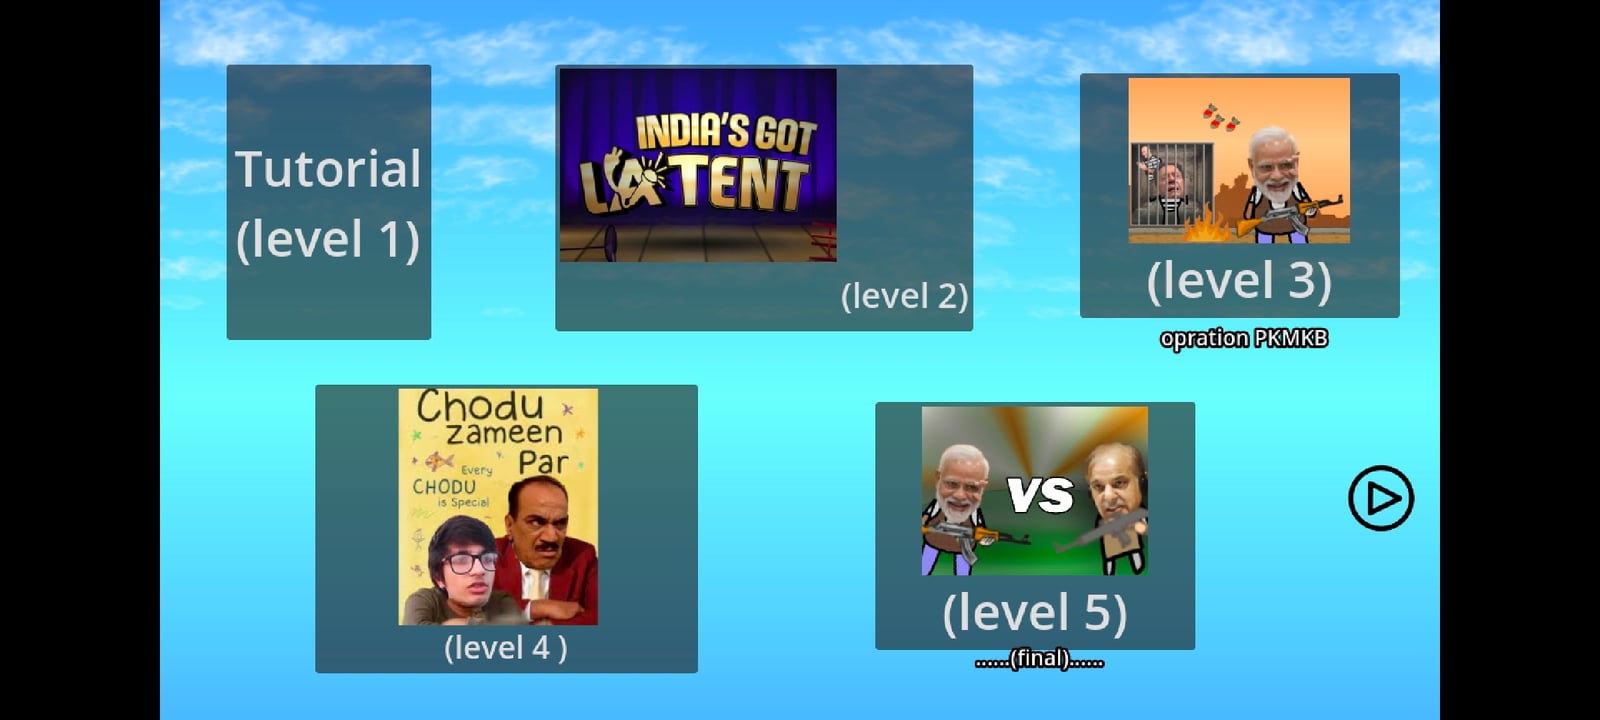 Tutorial
(level 1)
INDIA'S GOT
LATENT
(level 2)
(level 3)
opration PKMKB
Chodu
zameen
Par
Every
CHODU
is Special
(level 4 )
VS
(level 5)
......(final)......